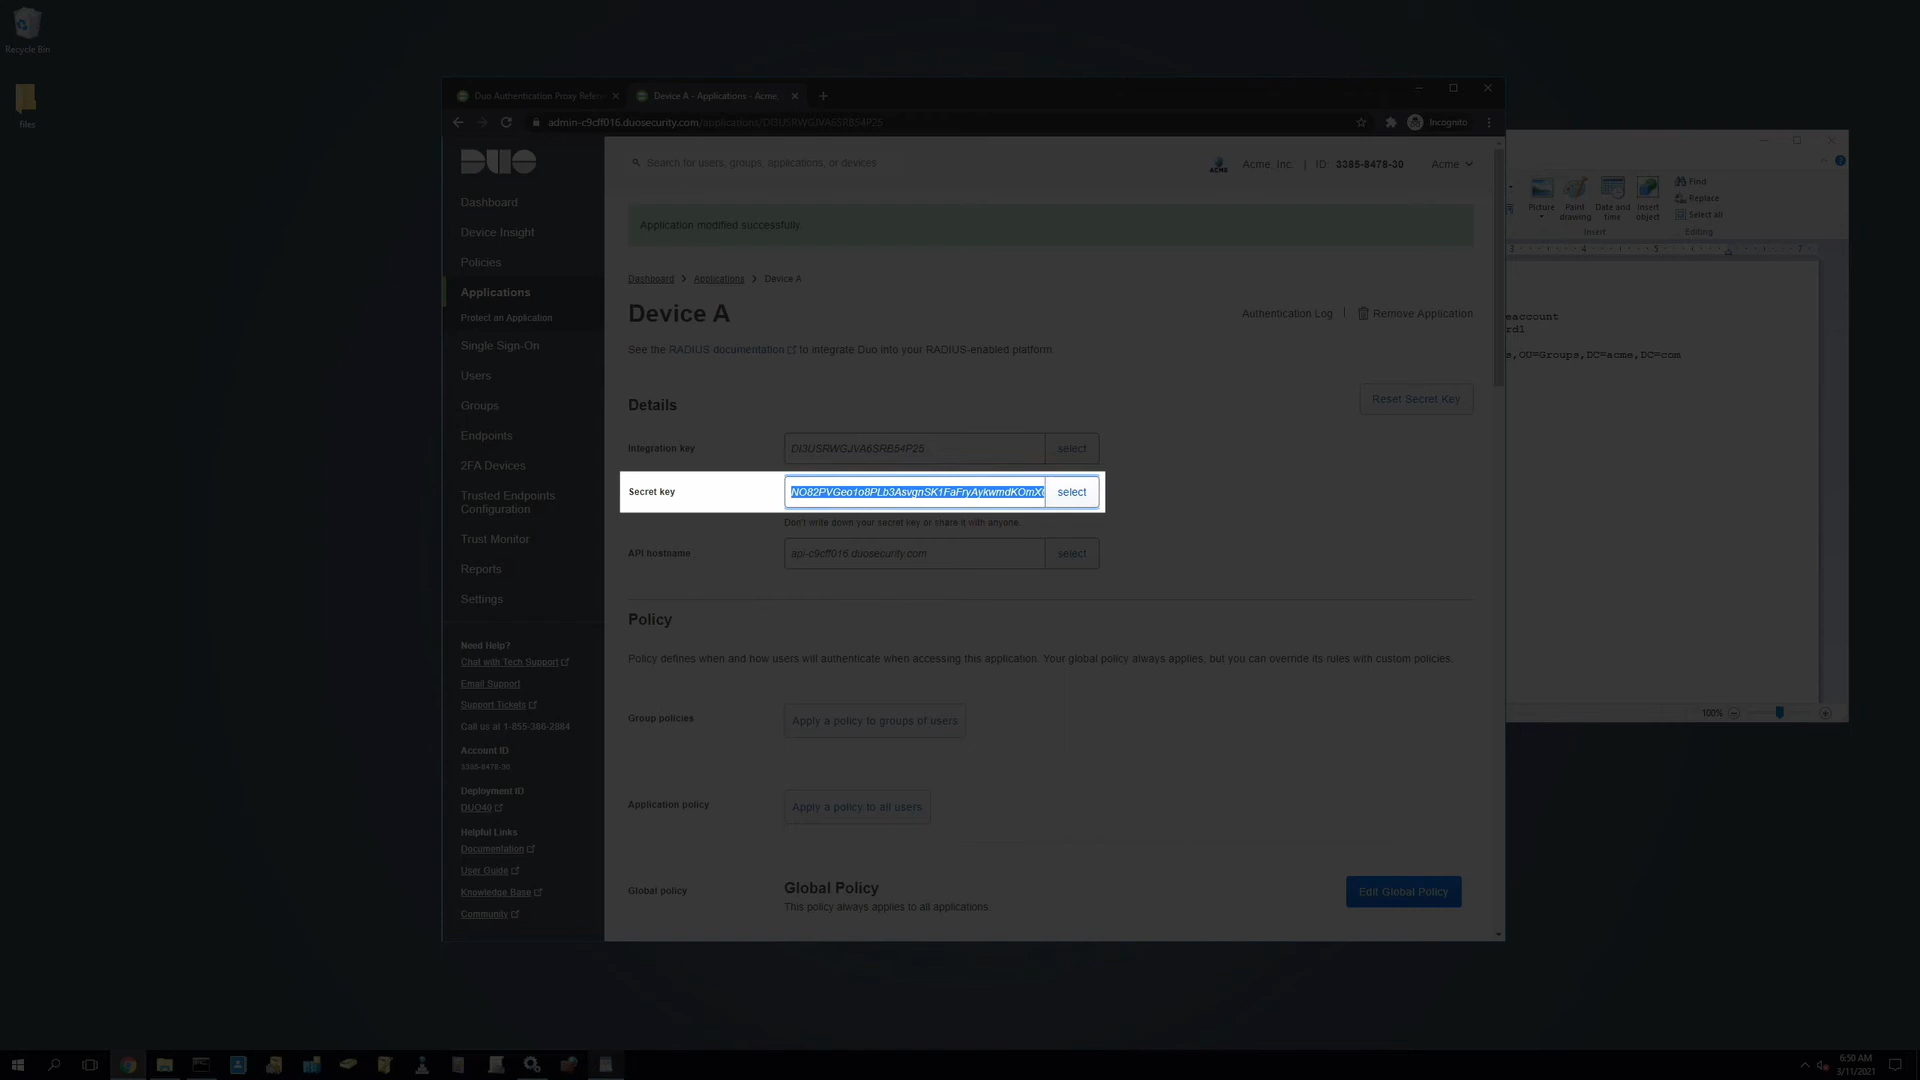 Recycle Bin
files
Duo Authentication Proxy Refer
Device A - Applications - Acme,
admin-c9cff016.duosecurity.com/applications/DI3USRWGJVA6SRB54P25
Incognito
DUO
Search for users, groups, applications, or devices
ACME
Acme, Inc. | ID: 3385-8478-30
Acme
Dashboard
Device Insight
Policies
Applications
Protect an Application
Single Sign-On
Users
Groups
Endpoints
2FA Devices
Trusted Endpoints
Configuration
Trust Monitor
Reports
Settings
Need Help?
Chat with Tech Support
Email Support
Support Tickets
Call us at 1-855-386-2884
Account ID
3385-8478-30
Deployment ID
DUO40
Helpful Links
Documentation
User Guide
Knowledge Base
Community
Application modified successfully.
Dashboard > Applications > Device A
Device A
Authentication Log | Remove Application
See the RADIUS documentation to integrate Duo into your RADIUS-enabled platform.
Details
Reset Secret Key
Integration key
DI3USRWGJVA6SRB54P25
select
Secret key
NO82PVGeo1o8PLb3AsvgnSK1FaFryAykwmdKOmX
select
Don't write down your secret key or share it with anyone.
API hostname
api-c9cff016.duosecurity.com
select
Policy
Policy defines when and how users will authenticate when accessing this application. Your global policy always applies, but you can override its rules with custom policies.
Group policies
Apply a policy to groups of users
Application policy
Apply a policy to all users
Global policy
Global Policy
This policy always applies to all applications.
Edit Global Policy
Picture
Paint
drawing
Date and
time
Insert
object
Insert
Find
Replace
Select all
Editing
3 4 5 7
eaccount
rd1
s,OU=Groups,DC=acme,DC=com
100%
6:50 AM
3/11/2021